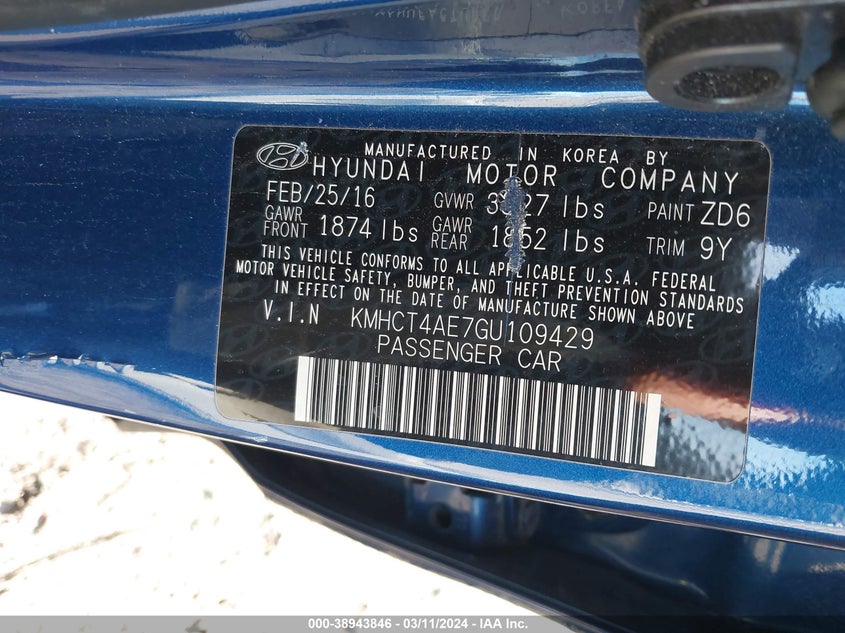 MANUFACTURED IN KOREA BY
HYUNDAI MOTOR COMPANY
FEB/25/16 GVWR lbs PAINT ZD6
GAWR FRONT 1874 lbs GAWR REAR lbs TRIM 9Y
THIS VEHICLE CONFORMS TO ALL APPLICABLE U.S.A. FEDERAL
MOTOR VEHICLE SAFETY, BUMPER, AND THEFT PREVENTION STANDARDS
IN EFFECT ON THE DATE OF MANUFACTURE SHOWN ABOVE
V.I.N KMHCT4AE7GU109429
PASSENGER CAR
000-38943846 - 03/11/2024 - IAA Inc.